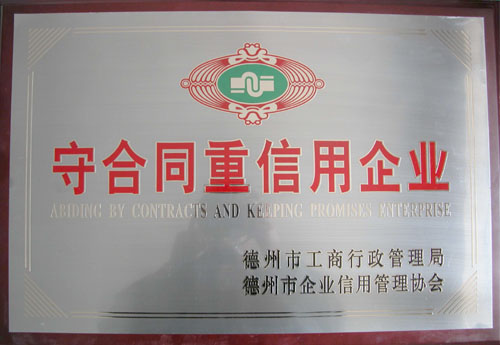 守合同重信用企业
ABIDING BY CONTRACTS AND KEEPING PROMISES ENTERPRISE
德州市工商行政管理局
德州市企业信用管理协会